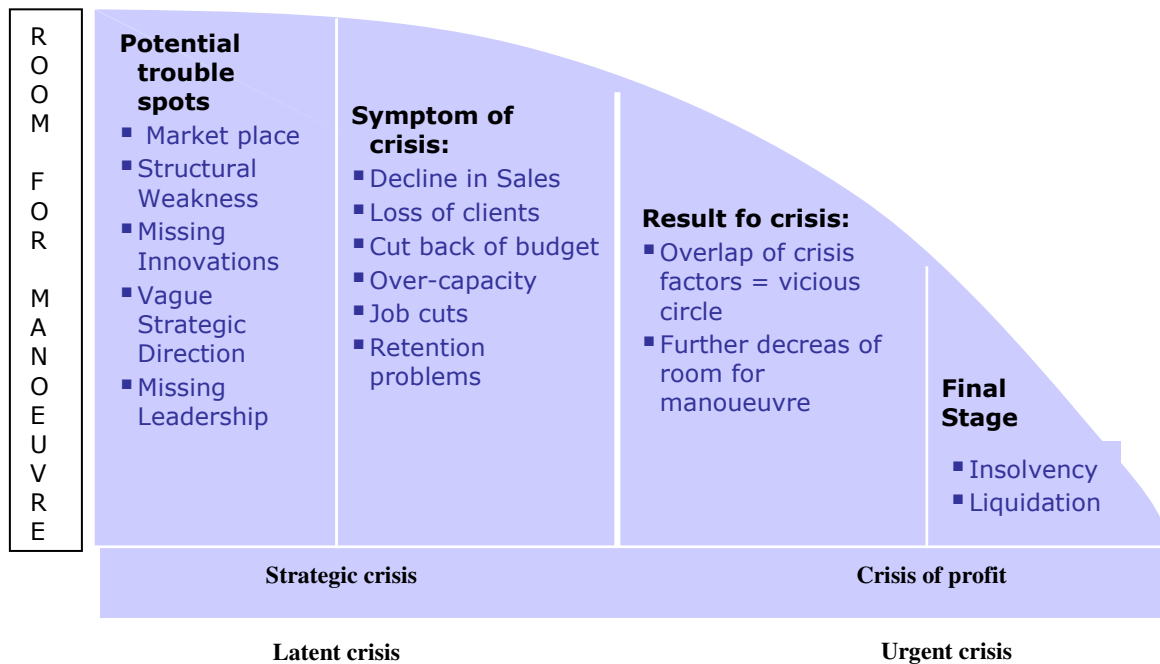 ROOM FOR MANOEUVRE
Potential
trouble
spots
▪ Market place
▪ Structural
Weakness
▪ Missing
Innovations
▪ Vague
Strategic
Direction
▪ Missing
Leadership
Symptom of
crisis:
▪ Decline in Sales
▪ Loss of clients
▪ Cut back of budget
▪ Over-capacity
▪ Job cuts
▪ Retention
problems
Result fo crisis:
▪ Overlap of crisis
factors = vicious
circle
▪ Further decreas of
room for
manoueuvre
Final
Stage
▪ Insolvency
▪ Liquidation
Strategic crisis
Crisis of profit
Latent crisis
Urgent crisis